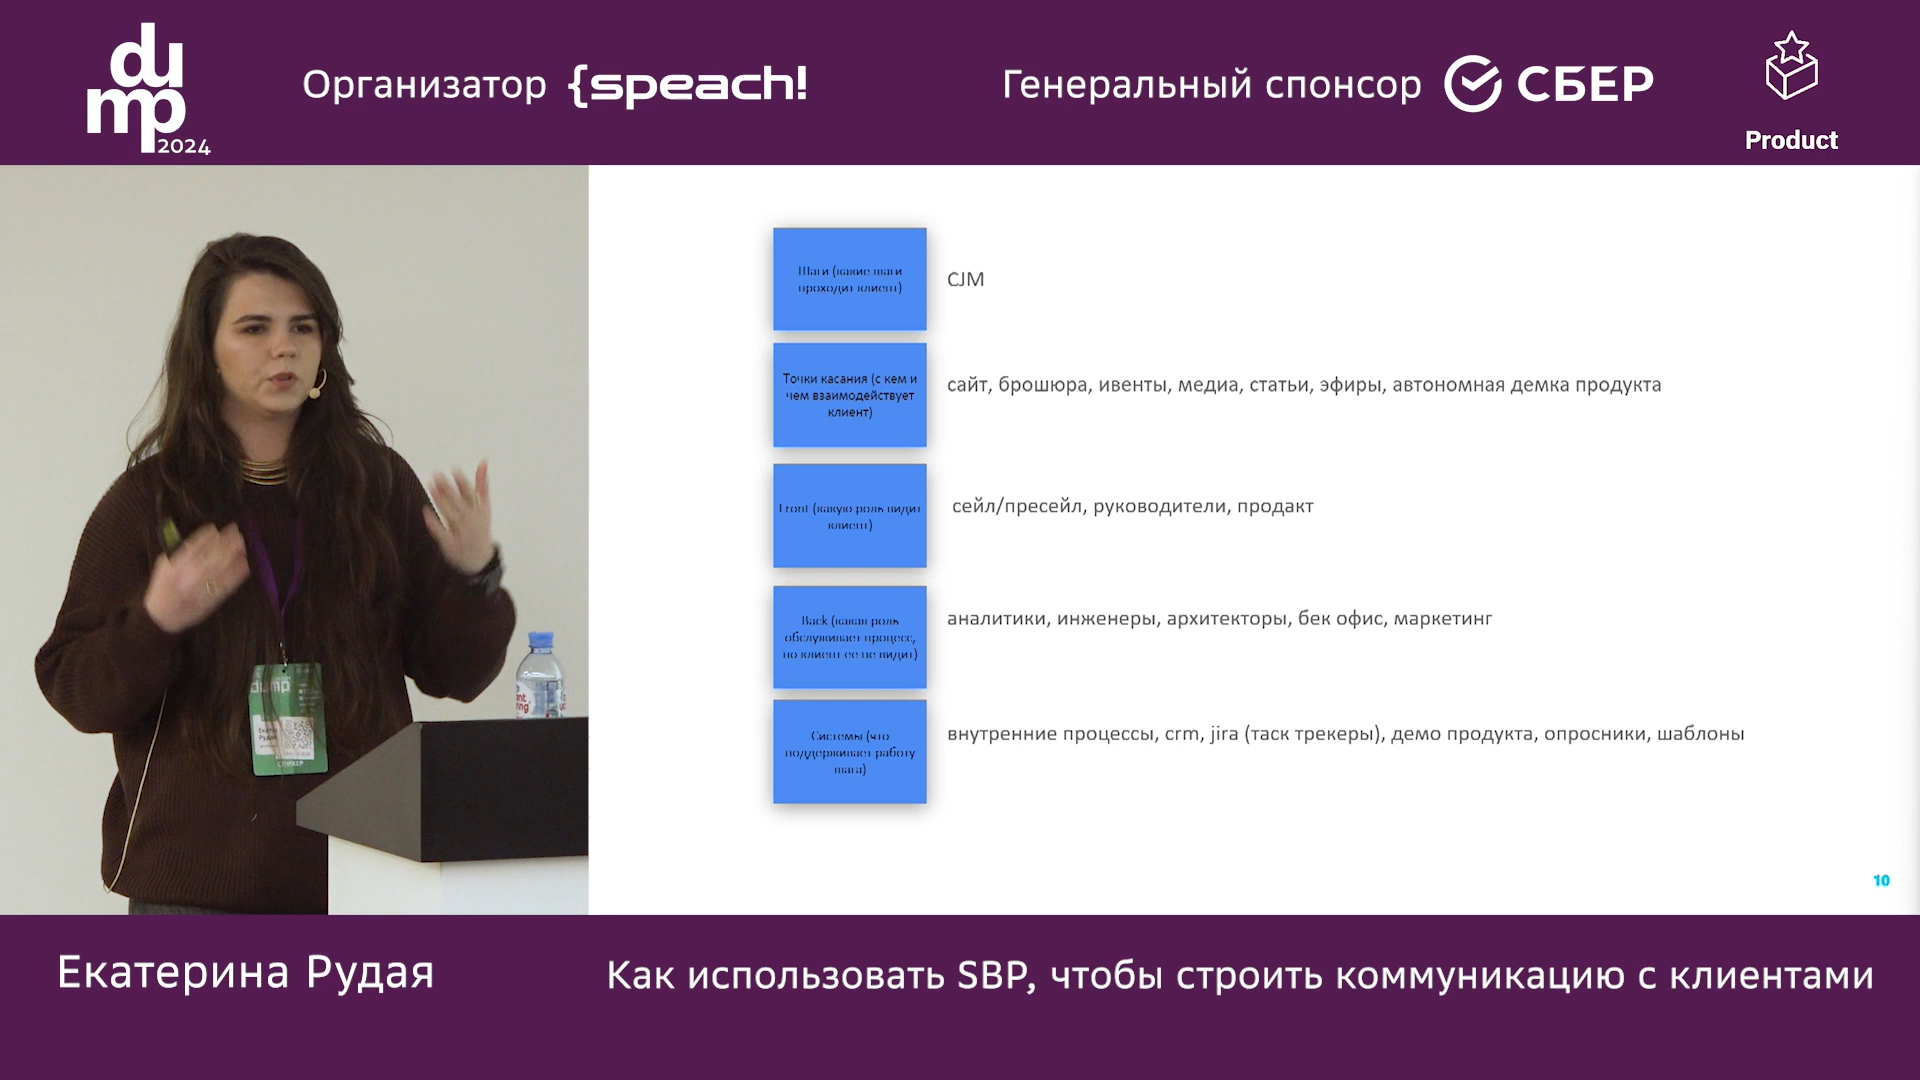 dump
2024
Организатор {speach!
Генеральный спонсор СБЕР
Product
Шаги (какие шаги
проходит клиент)
CJM
Точки касания (с кем и
чем взаимодействует
клиент)
сайт, брошюра, ивенты, медиа, статьи, эфиры, автономная демка продукта
Front (какую роль видит
клиент)
сейл/пресейл, руководители, продакт
Back (какая роль
обслуживает процесс,
но клиент ее не видит)
аналитики, инженеры, архитекторы, бек офис, маркетинг
Системы (что
поддерживает работу
шага)
внутренние процессы, crm, jira (таск трекеры), демо продукта, опросники, шаблоны
10
dump
СПИКЕР
Екатерина Рудая
Как использовать SBP, чтобы строить коммуникацию с клиентами